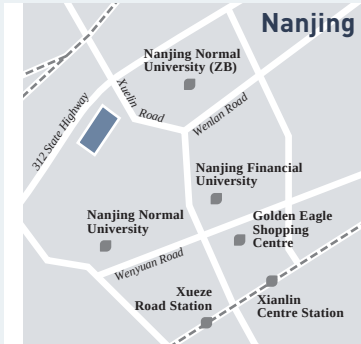 Nanjing
Nanjing Normal
University (ZB)
Xuelin Road
Wenlan Road
312 State Highway
Nanjing Financial
University
Nanjing Normal
University
Golden Eagle
Shopping
Centre
Wenyuan Road
Xueze
Road Station
Xianlin
Centre Station